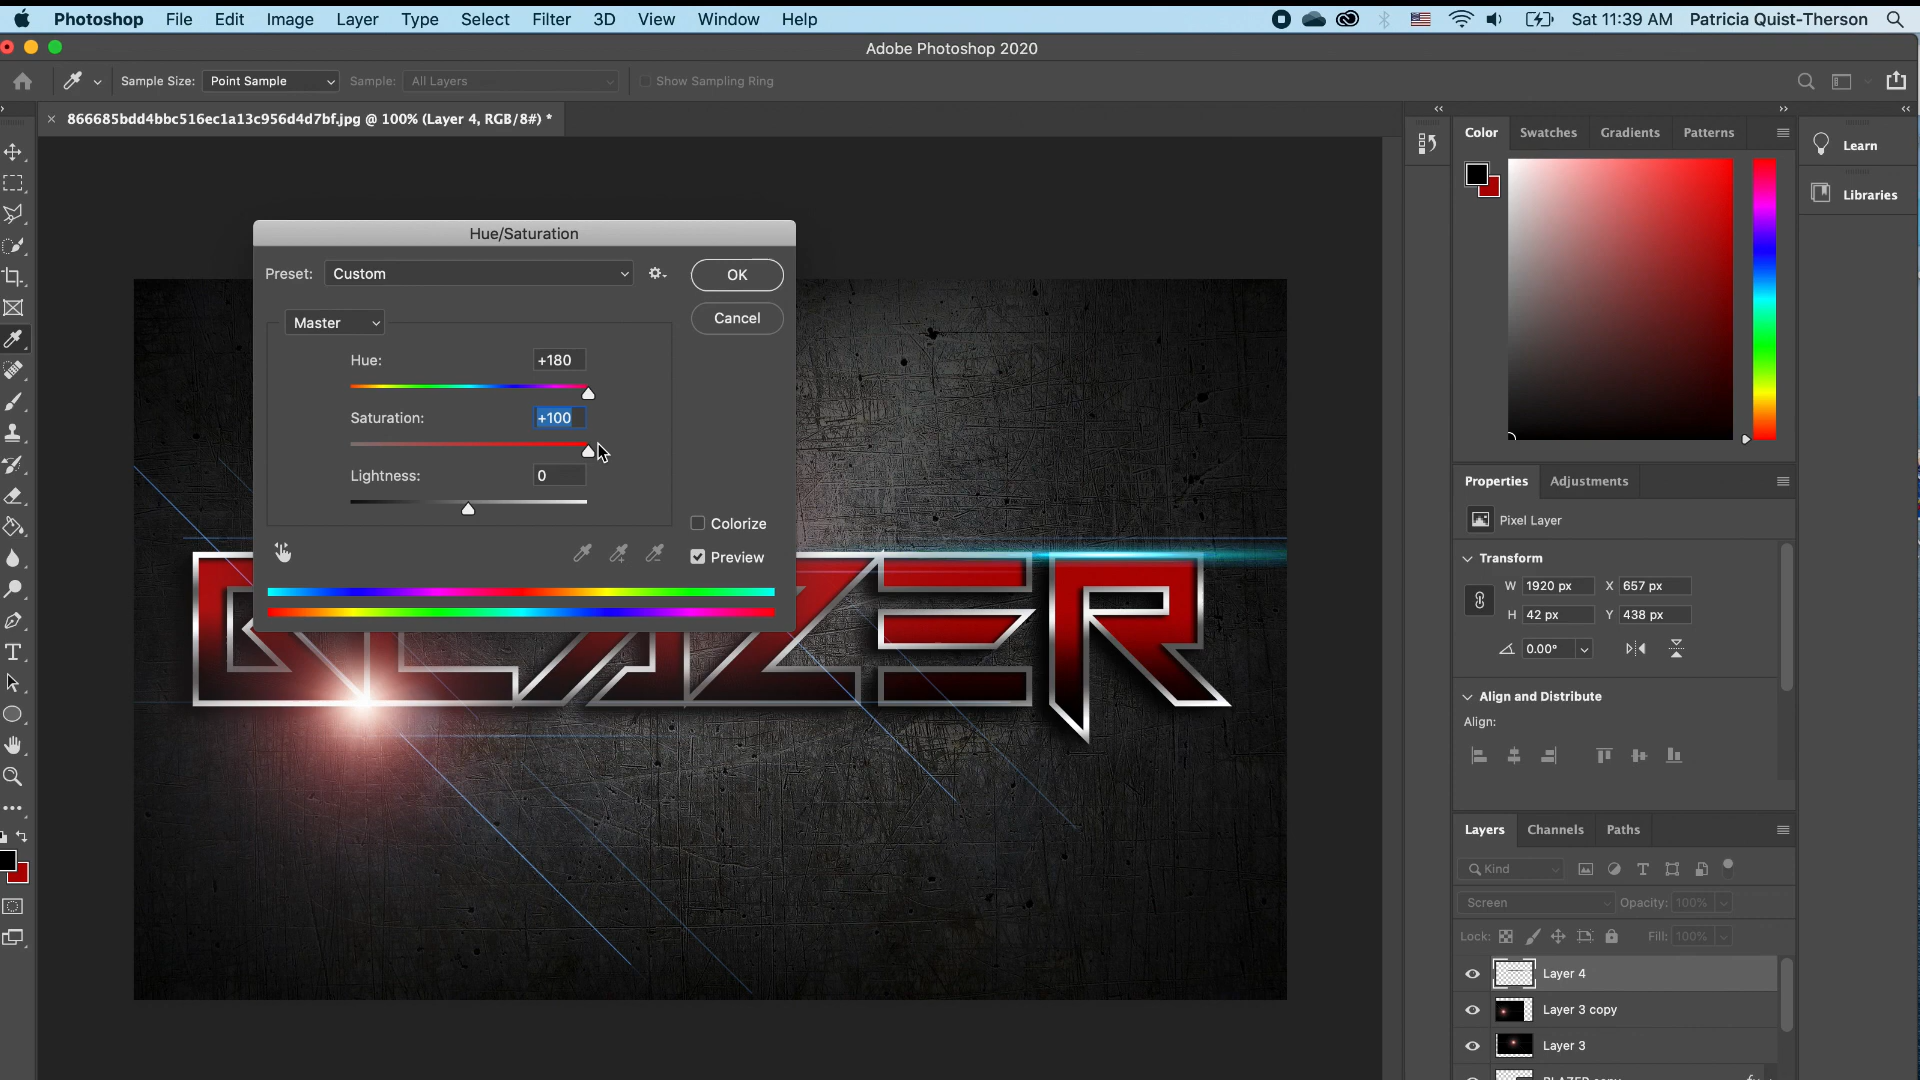 Photoshop File Edit Image Layer Type Select Filter 3D View Window Help Sat 11:39 AM Patricia Quist-Therson
Adobe Photoshop 2020
Sample Size: Point Sample Sample: All Layers Show Sampling Ring
866685bdd4bbc516ec1a13c956d4d7bf.jpg @ 100% (Layer 4, RGB/8#) *
Color Swatches Gradients Patterns
Learn
Libraries
Hue/Saturation
Preset: Custom
OK
Cancel
Master
Hue: +180
Saturation: +100
Lightness: 0
Colorize
Preview
BLAZER
Properties Adjustments
Pixel Layer
Transform
W 1920 px X 657 px
H 42 px Y 438 px
0.00°
Align and Distribute
Align:
Layers Channels Paths
Kind
Screen Opacity: 100%
Lock: Fill: 100%
Layer 4
Layer 3 copy
Layer 3
BLAZER copy fx